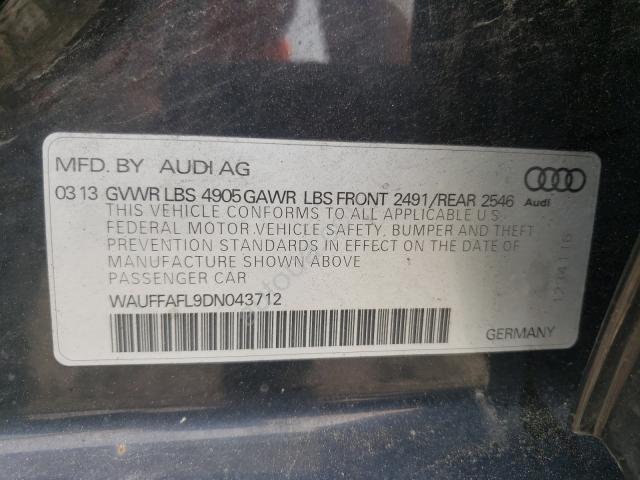 MFD. BY AUDI AG
03 13 GVWR LBS 4905 GAWR LBS FRONT 2491/REAR 2546
THIS VEHICLE CONFORMS TO ALL APPLICABLE U S
FEDERAL MOTOR VEHICLE SAFETY, BUMPER AND THEFT
PREVENTION STANDARDS IN EFFECT ON THE DATE OF
MANUFACTURE SHOWN ABOVE
PASSENGER CAR
WAUFFAFL9DN043712
Audi
GERMANY